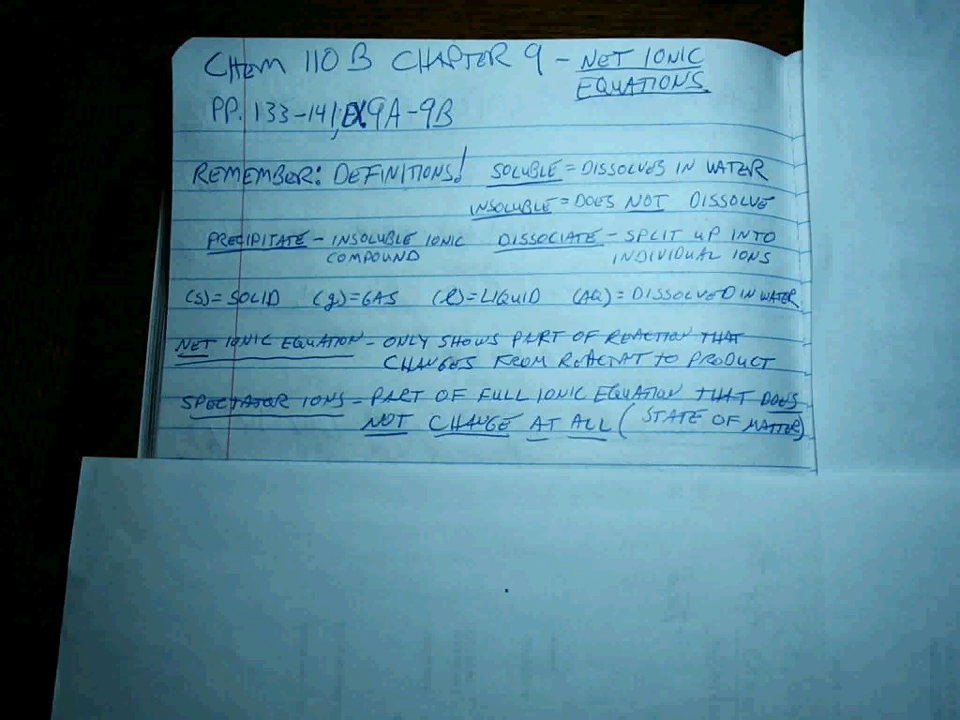 CHEM 110 B CHAPTER 9 - NET IONIC
EQUATIONS.
PP. 133-141; EX. 9A-9B
REMEMBER: DEFINITIONS! SOLUBLE = DISSOLVES IN WATER
INSOLUBLE = DOES NOT DISSOLVE
PRECIPITATE - INSOLUBLE IONIC DISSOCIATE - SPLIT UP INTO
COMPOUND INDIVIDUAL IONS
(s) = SOLID (g) = GAS (l) = LIQUID (AQ) = DISSOLVED IN WATER
NET IONIC EQUATION - ONLY SHOWS PART OF REACTION THAT
CHANGES FROM REACTAT TO PRODUCT
SPECTATOR IONS - PART OF FULL IONIC EQUATION THAT DOES
NOT CHANGE AT ALL (STATE OF MATTER)